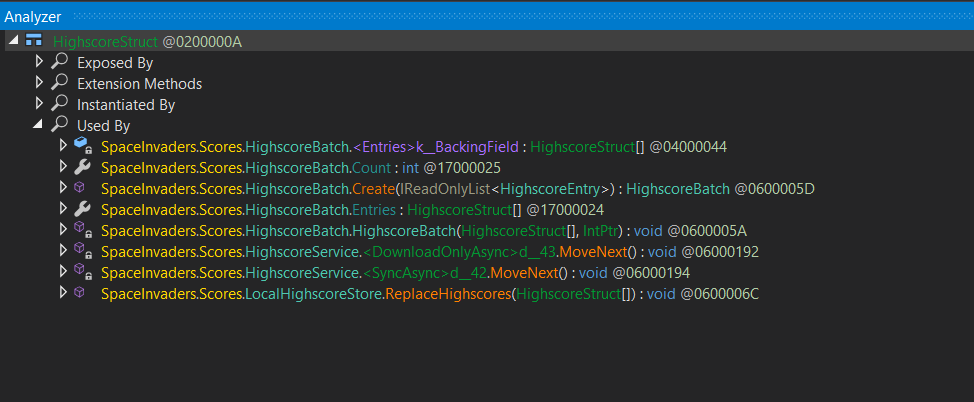 Analyzer
HighscoreStruct @0200000A
Exposed By
Extension Methods
Instantiated By
Used By
SpaceInvaders.Scores.HighscoreBatch.<Entries>k__BackingField : HighscoreStruct[] @04000044
SpaceInvaders.Scores.HighscoreBatch.Count : int @17000025
SpaceInvaders.Scores.HighscoreBatch.Create(IReadOnlyList<HighscoreEntry>) : HighscoreBatch @0600005D
SpaceInvaders.Scores.HighscoreBatch.Entries : HighscoreStruct[] @17000024
SpaceInvaders.Scores.HighscoreBatch.HighscoreBatch(HighscoreStruct[], IntPtr) : void @0600005A
SpaceInvaders.Scores.HighscoreService.<DownloadOnlyAsync>d__43.MoveNext() : void @06000192
SpaceInvaders.Scores.HighscoreService.<SyncAsync>d__42.MoveNext() : void @06000194
SpaceInvaders.Scores.LocalHighscoreStore.ReplaceHighscores(HighscoreStruct[]) : void @0600006C